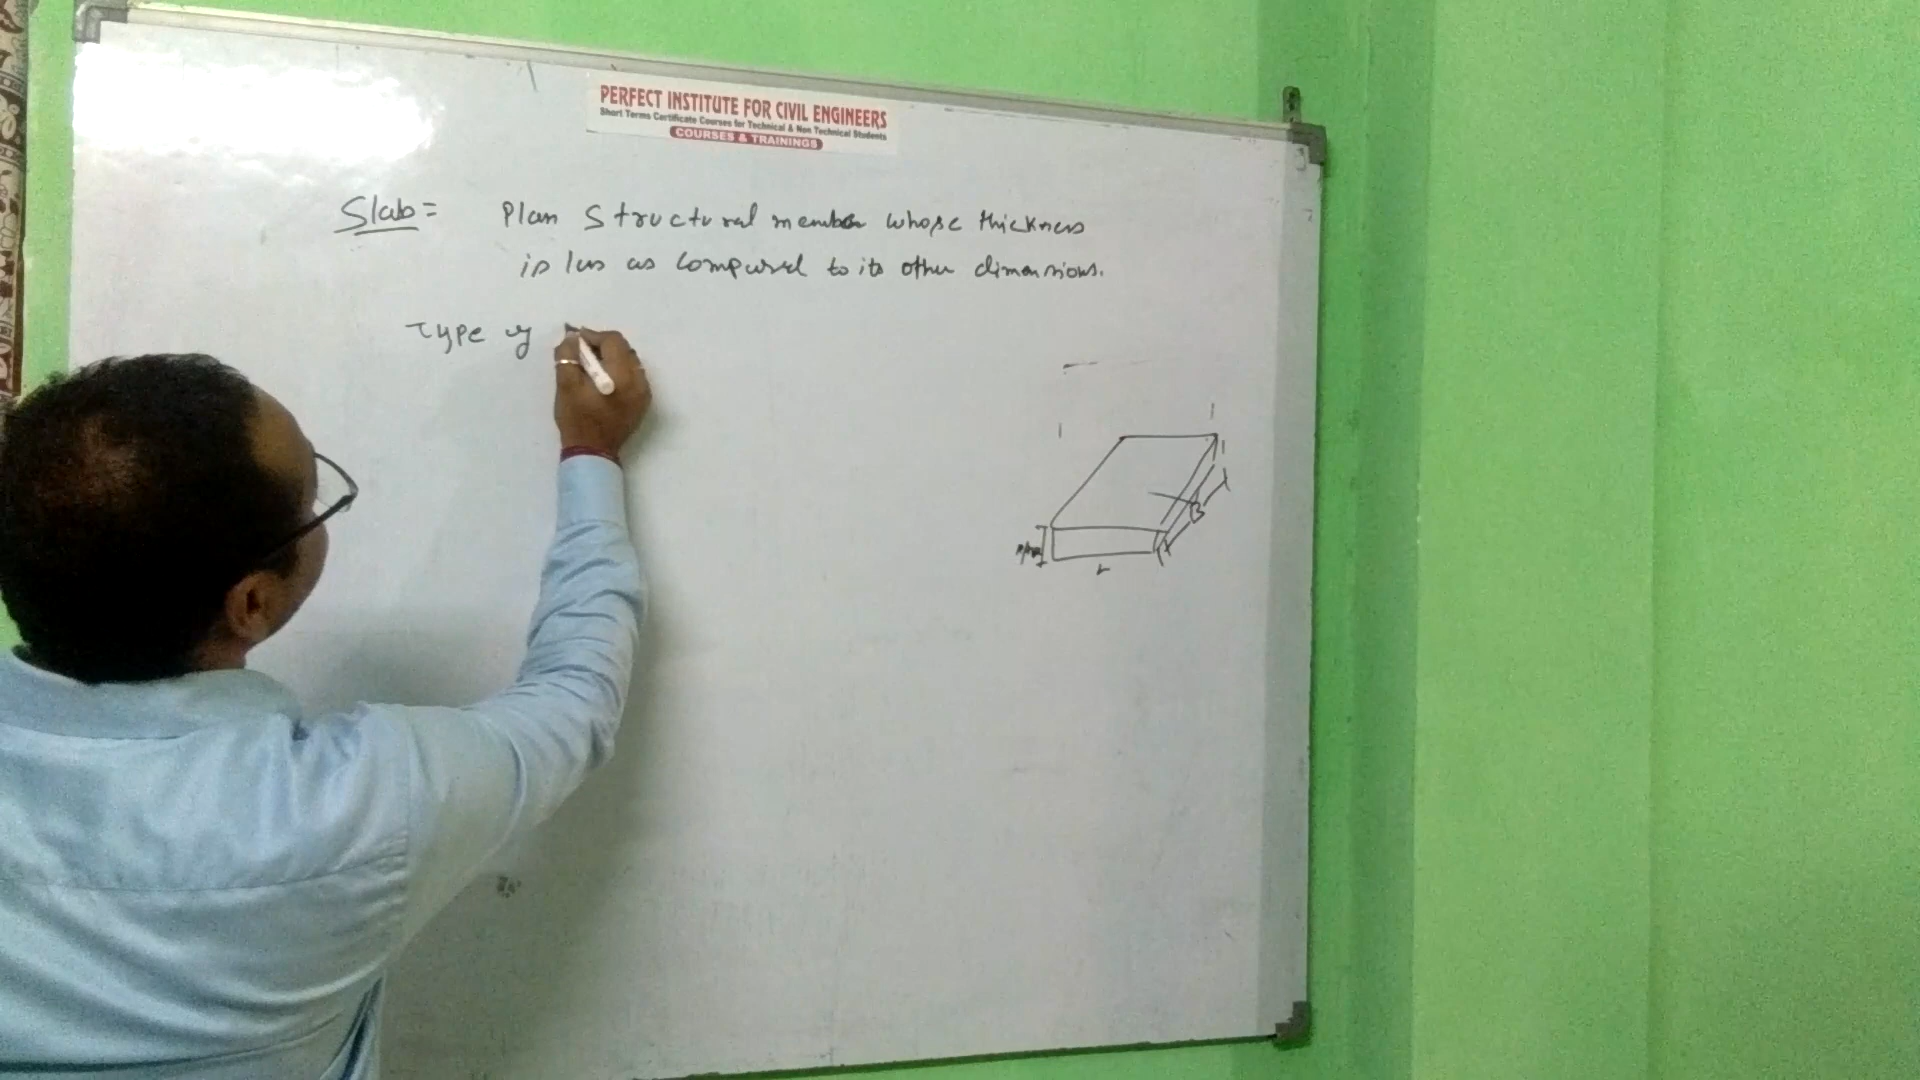 PERFECT INSTITUTE FOR CIVIL ENGINEERS
Short Terms Certificate Courses for Technical & Non Technical Students
COURSES & TRAININGS
Slab = Plan Structural member whose thickness
is less as compared to its other dimensions.
Type of
B
L